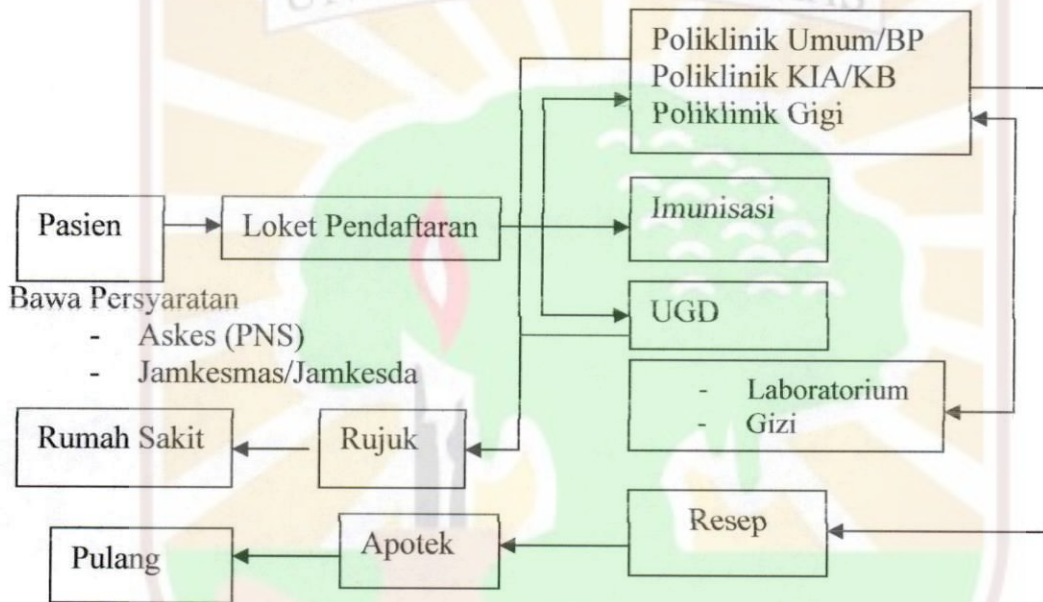 Poliklinik Umum/BP
Poliklinik KIA/KB
Poliklinik Gigi
Pasien
Loket Pendaftaran
Imunisasi
Bawa Persyaratan
- Askes (PNS)
- Jamkesmas/Jamkesda
UGD
- Laboratorium
- Gizi
Rumah Sakit
Rujuk
Resep
Apotek
Pulang